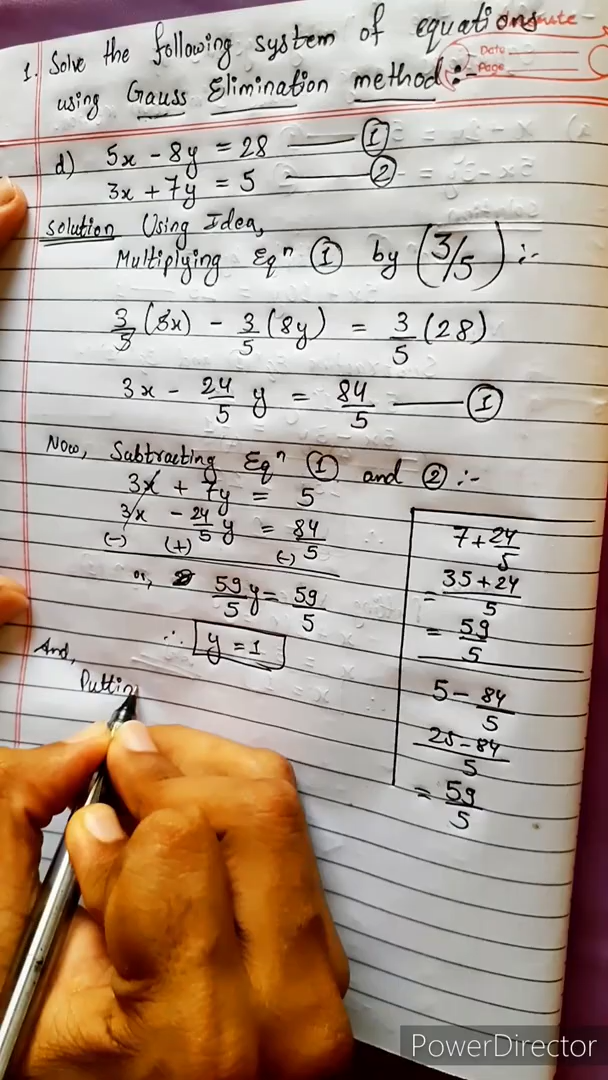 1. Solve the following system of equations
using Gauss Elimination method :-
Date
Page
d) 5x - 8y = 28 ——— ①
3x + 7y = 5 ——— ②
Solution Using Idea,
Multiplying Eqⁿ ① by (3/5) :-
3/5 (5x) - 3/5 (8y) = 3/5 (28)
3x - 24/5 y = 84/5 ——— ①
Now, Subtracting Eqⁿ ① and ② :-
3x + 7y = 5
3x - 24/5 y = 84/5
(-) (+) (-)
or, 59/5 y = 59/5
∴ y = 1
And,
Puttin
7 + 24/5
= 35 + 24/5
= 59/5
5 - 84/5
25 - 84/5
= 59/5
PowerDirector